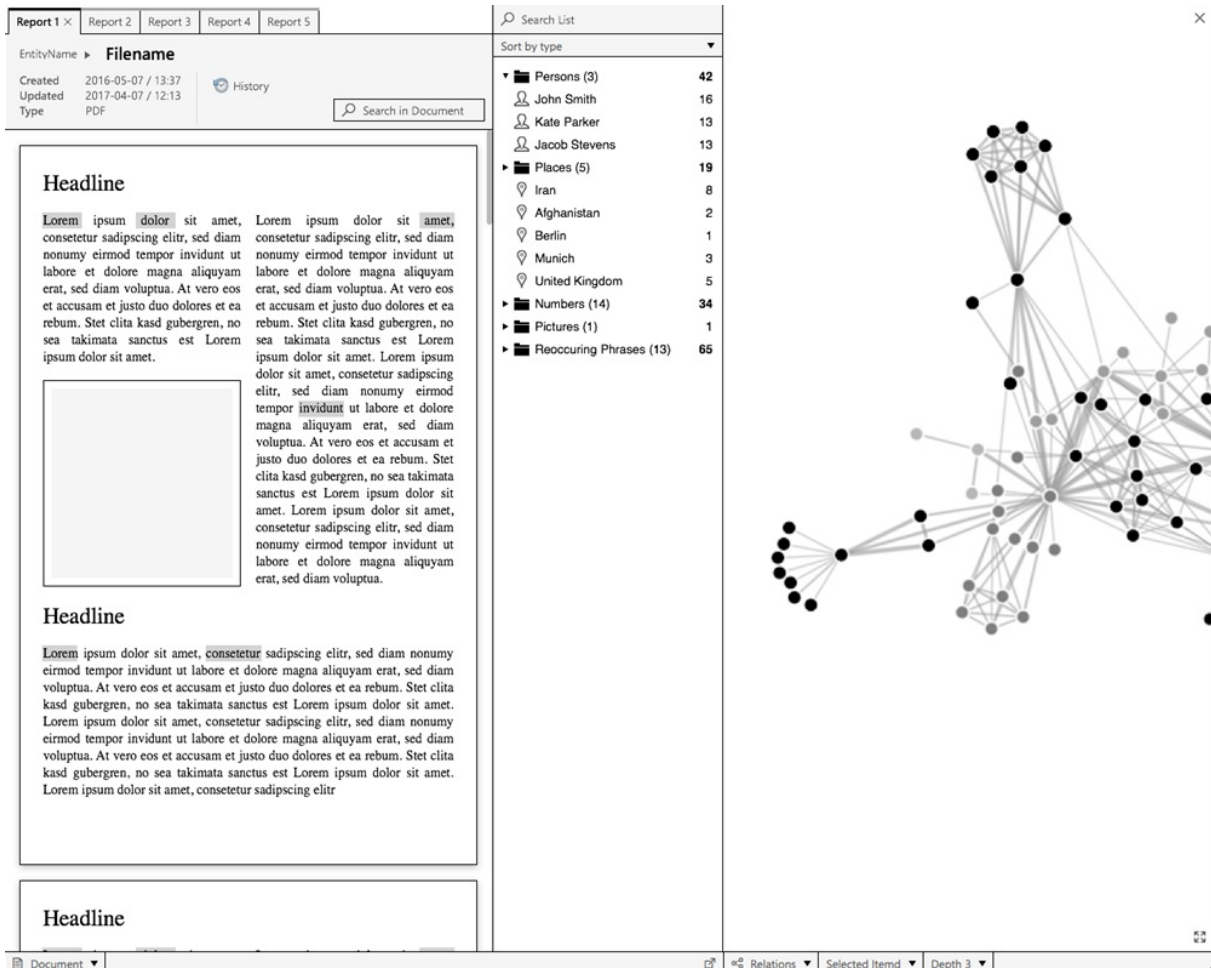 Report 1 × Report 2 Report 3 Report 4 Report 5
EntityName ▸ Filename
Created 2016-05-07 / 13:37
Updated 2017-04-07 / 12:13
Type PDF
History
Search in Document
Headline
Lorem ipsum dolor sit amet,
consetetur sadipscing elitr, sed diam
nonumy eirmod tempor invidunt ut
labore et dolore magna aliquyam
erat, sed diam voluptua. At vero eos
et accusam et justo duo dolores et ea
rebum. Stet clita kasd gubergren, no
sea takimata sanctus est Lorem
ipsum dolor sit amet.
Lorem ipsum dolor sit amet,
consetetur sadipscing elitr, sed diam
nonumy eirmod tempor invidunt ut
labore et dolore magna aliquyam
erat, sed diam voluptua. At vero eos
et accusam et justo duo dolores et ea
rebum. Stet clita kasd gubergren, no
sea takimata sanctus est Lorem
ipsum dolor sit amet. Lorem ipsum
dolor sit amet, consetetur sadipscing
elitr, sed diam nonumy eirmod
tempor invidunt ut labore et dolore
magna aliquyam erat, sed diam
voluptua. At vero eos et accusam et
justo duo dolores et ea rebum. Stet
clita kasd gubergren, no sea takimata
sanctus est Lorem ipsum dolor sit
amet. Lorem ipsum dolor sit amet,
consetetur sadipscing elitr, sed diam
nonumy eirmod tempor invidunt ut
labore et dolore magna aliquyam
erat, sed diam voluptua.
Headline
Lorem ipsum dolor sit amet, consetetur sadipscing elitr, sed diam nonumy
eirmod tempor invidunt ut labore et dolore magna aliquyam erat, sed diam
voluptua. At vero eos et accusam et justo duo dolores et ea rebum. Stet clita
kasd gubergren, no sea takimata sanctus est Lorem ipsum dolor sit amet.
Lorem ipsum dolor sit amet, consetetur sadipscing elitr, sed diam nonumy
eirmod tempor invidunt ut labore et dolore magna aliquyam erat, sed diam
voluptua. At vero eos et accusam et justo duo dolores et ea rebum. Stet clita
kasd gubergren, no sea takimata sanctus est Lorem ipsum dolor sit amet.
Lorem ipsum dolor sit amet, consetetur sadipscing elitr
Headline
Document
Search List
Sort by type
Persons (3) 42
John Smith 16
Kate Parker 13
Jacob Stevens 13
Places (5) 19
Iran 8
Afghanistan 2
Berlin 1
Munich 3
United Kingdom 5
Numbers (14) 34
Pictures (1) 1
Reoccuring Phrases (13) 65
Relations Selected Itemd Depth 3